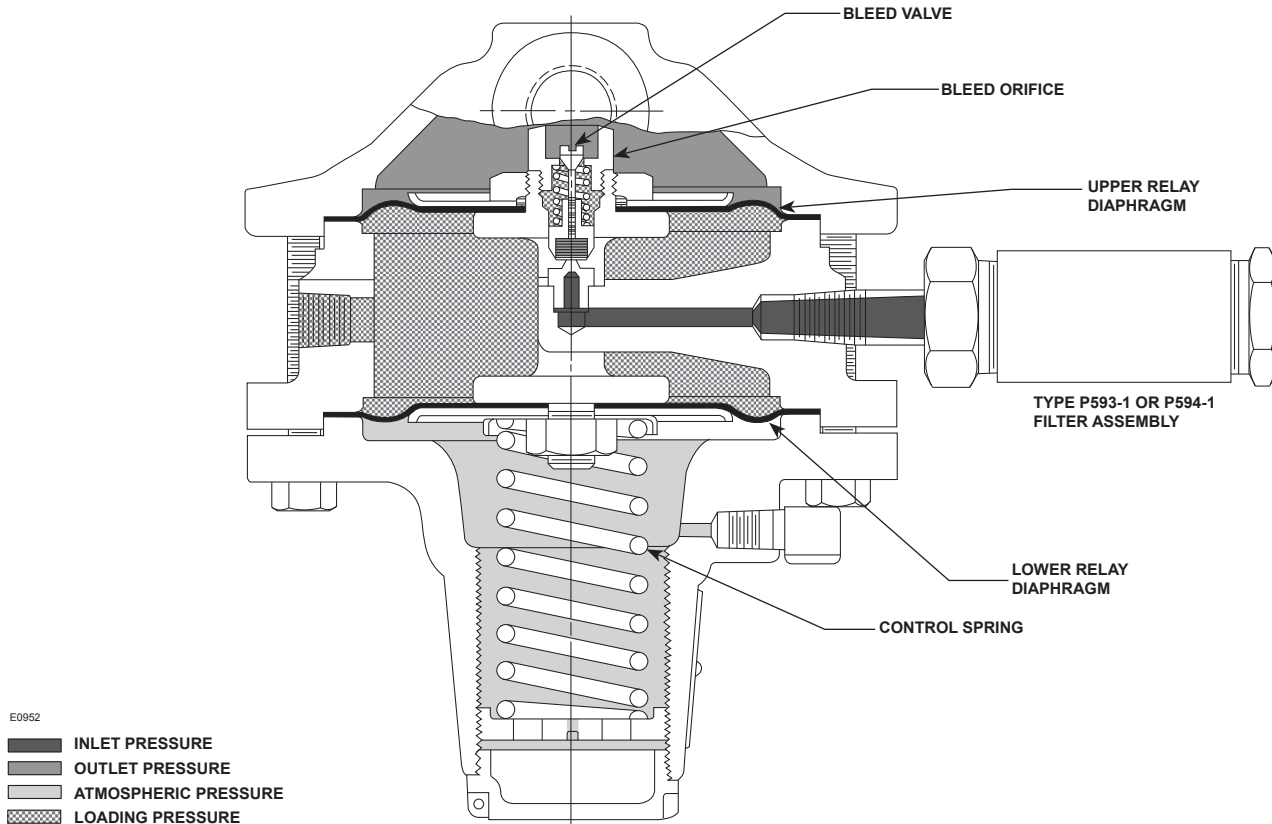 BLEED VALVE
BLEED ORIFICE
UPPER RELAY
DIAPHRAGM
TYPE P593-1 OR P594-1
FILTER ASSEMBLY
LOWER RELAY
DIAPHRAGM
CONTROL SPRING
E0952
INLET PRESSURE
OUTLET PRESSURE
ATMOSPHERIC PRESSURE
LOADING PRESSURE